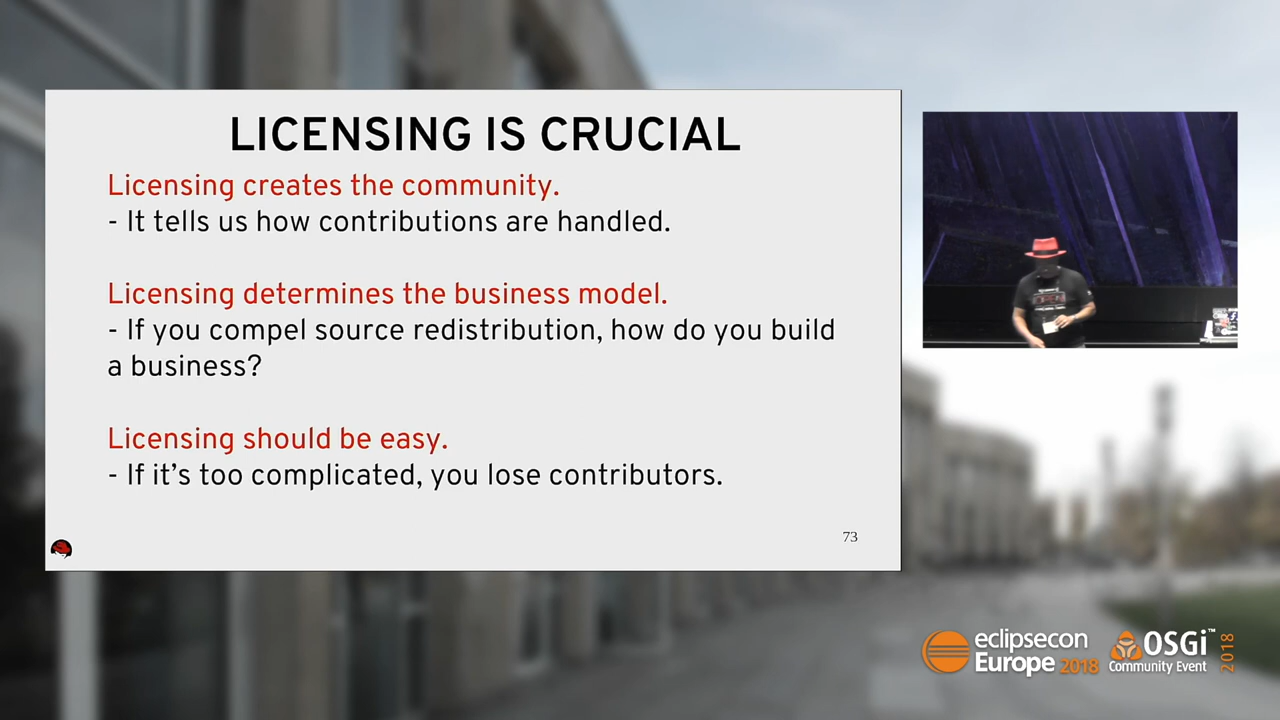 LICENSING IS CRUCIAL
Licensing creates the community.
- It tells us how contributions are handled.
Licensing determines the business model.
- If you compel source redistribution, how do you build
a business?
Licensing should be easy.
- If it’s too complicated, you lose contributors.
73
eclipsecon
Europe 2018
OSGi™
Community Event
2018